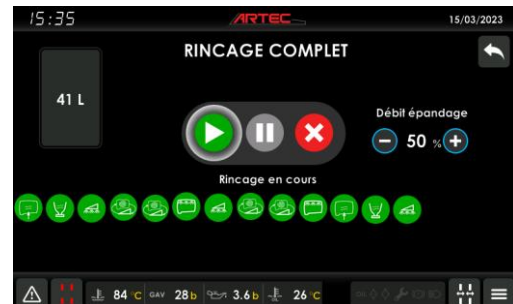 15:35 ARTEC 15/03/2023
RINCAGE COMPLET
41 L
Débit épandage
50 %
Rincage en cours
84 °C GAV 28 b 3.6 b 26 °C